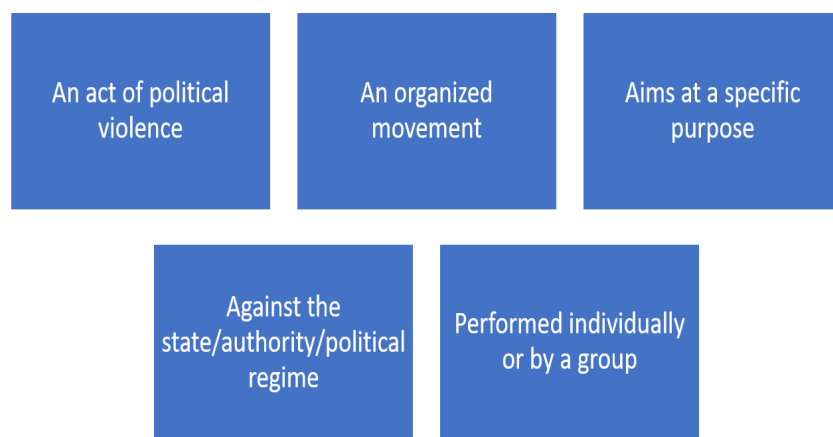 An act of political
violence
An organized
movement
Aims at a specific
purpose
Against the
state/authority/political
regime
Performed individually
or by a group